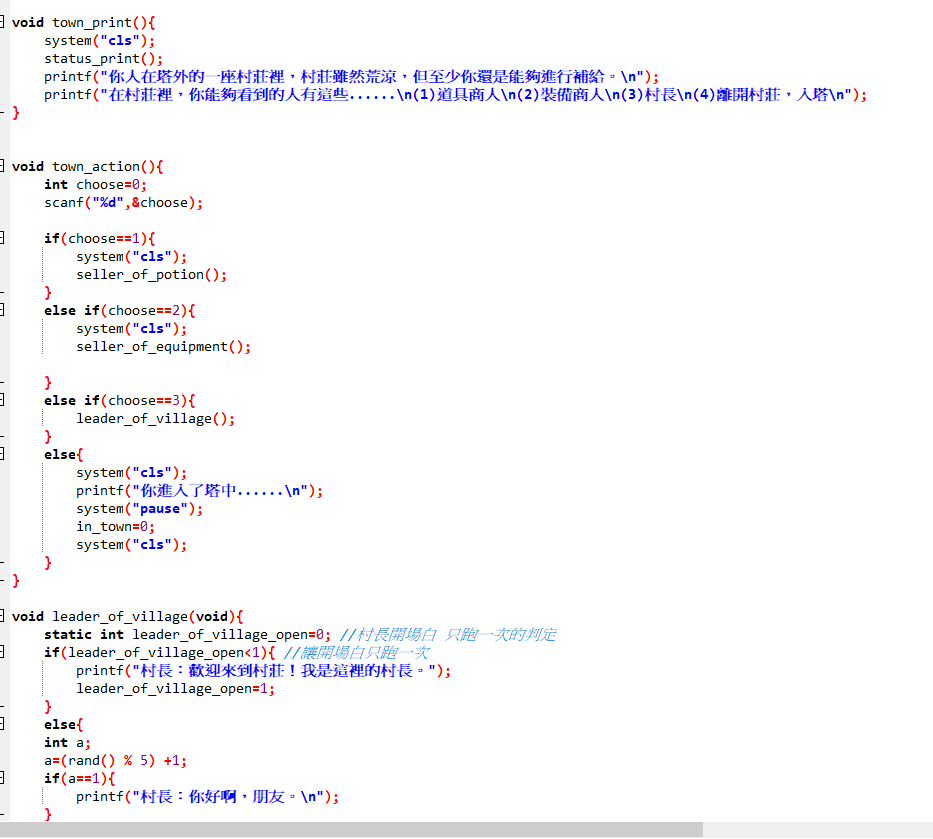 void town_print(){
system("cls");
status_print();
printf("你人在塔外的一座村莊裡，村莊雖然荒涼，但至少你還是能夠進行補給。\n");
printf("在村莊裡，你能夠看到的人有這些......\n(1)道具商人\n(2)裝備商人\n(3)村長\n(4)離開村莊，入塔\n");
}
void town_action(){
int choose=0;
scanf("%d",&choose);
if(choose==1){
system("cls");
seller_of_potion();
}
else if(choose==2){
system("cls");
seller_of_equipment();
}
else if(choose==3){
leader_of_village();
}
else{
system("cls");
printf("你進入了塔中......\n");
system("pause");
in_town=0;
system("cls");
}
}
void leader_of_village(void){
static int leader_of_village_open=0; //村長開場白 只跑一次的判定
if(leader_of_village_open<1){ //讓開場白只跑一次
printf("村長：歡迎來到村莊！我是這裡的村長。");
leader_of_village_open=1;
}
else{
int a;
a=(rand() % 5) +1;
if(a==1){
printf("村長：你好啊，朋友。\n");
}